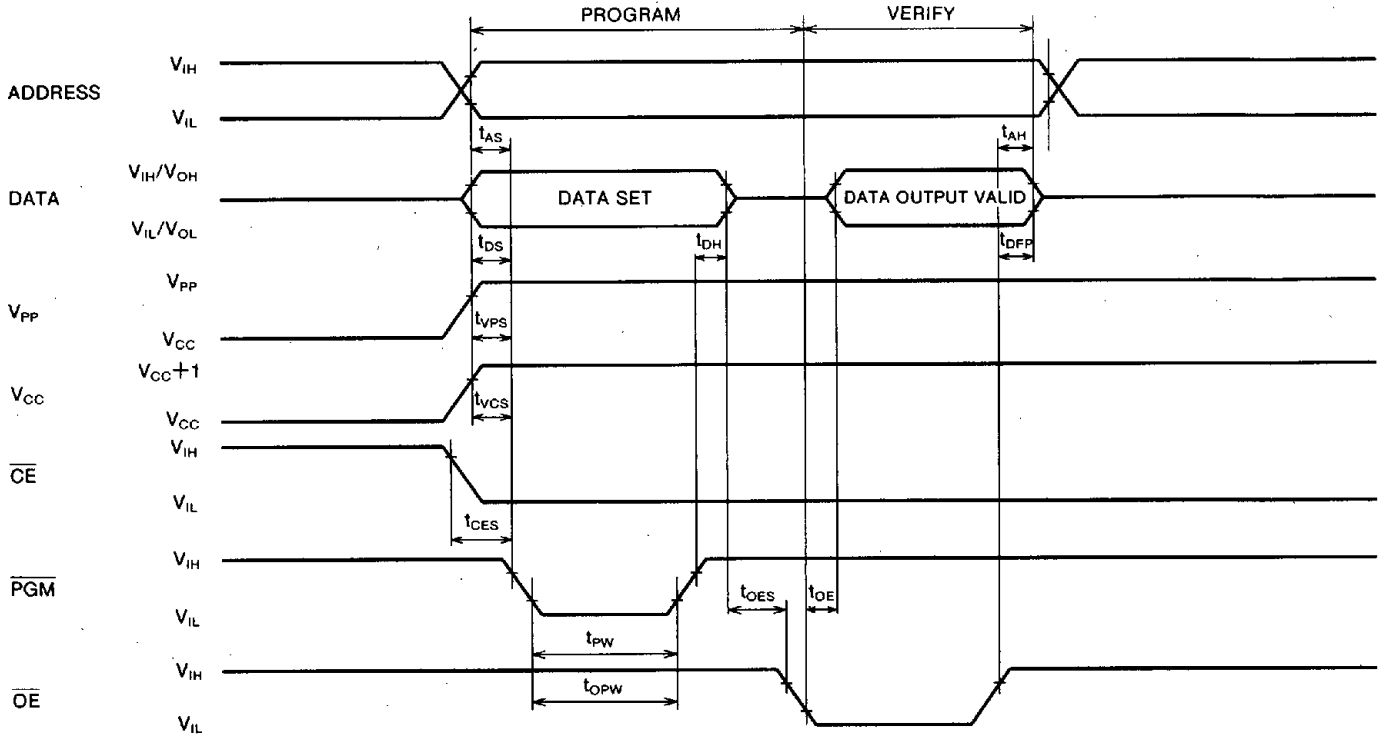 PROGRAM VERIFY
ADDRESS
VIH
VIL
tAS
tAH
DATA
VIH/VOH
VIL/VOL
DATA SET
DATA OUTPUT VALID
tDS
tDH
tDFP
VPP
VPP
VCC
tVPS
VCC
VCC+1
VCC
tVCS
CE
VIH
VIL
tCES
PGM
VIH
VIL
tOES
tOE
tPW
tOPW
OE
VIH
VIL